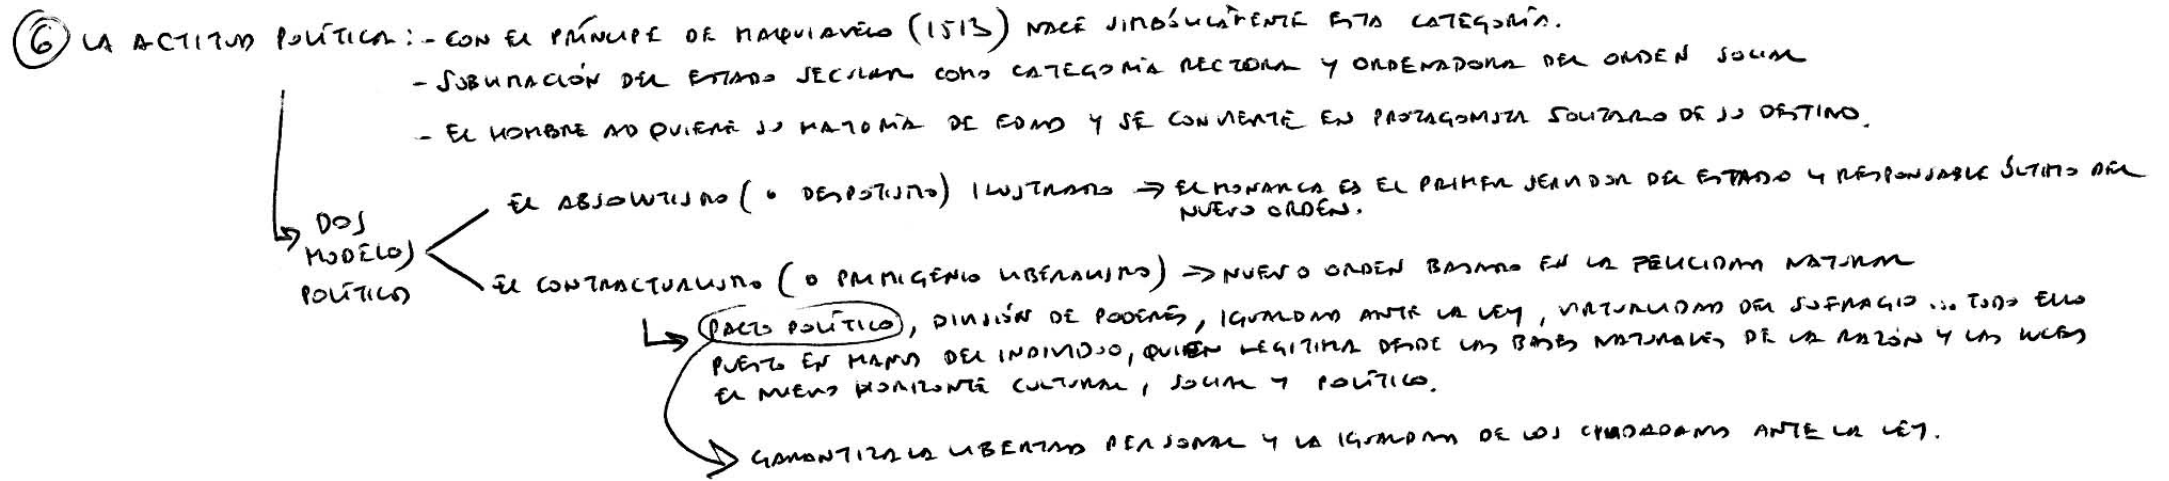 6 LA ACTITUD POLÍTICA: - CON EL PRÍNCIPE DE MAQUIAVELO (1513) NACE SIMBÓLICAMENTE ESTA CATEGORÍA.
- SUBLIMACIÓN DEL ESTADO SECULAR COMO CATEGORÍA RECTORA Y ORDENADORA DEL ORDEN SOCIAL
- EL HOMBRE ADQUIERE SU MAYORÍA DE EDAD Y SE CONVIERTE EN PROTAGONISTA SOLITARIO DE SU DESTINO.
DOS
MODELOS
POLÍTICOS
EL ABSOLUTISMO (O DESPOTISMO) ILUSTRADO → EL MONARCA ES EL PRIMER SERVIDOR DEL ESTADO Y RESPONSABLE ÚLTIMO DEL
NUEVO ORDEN.
EL CONTRACTUALISMO (O PRIMIGENIO LIBERALISMO) → NUEVO ORDEN BASADO EN LA FELICIDAD NATURAL
PACTO POLÍTICO, DIVISIÓN DE PODERES, IGUALDAD ANTE LA LEY, VIRTUALIDAD DEL SUFRAGIO... TODO ELLO
PUESTO EN MANOS DEL INDIVIDUO, QUIEN LEGITIMA DESDE LAS BASES NATURALES DE LA RAZÓN Y LAS LUCES
EL NUEVO HORIZONTE CULTURAL, SOCIAL Y POLÍTICO.
GARANTIZA LA LIBERTAD PERSONAL Y LA IGUALDAD DE LOS CIUDADANOS ANTE LA LEY.